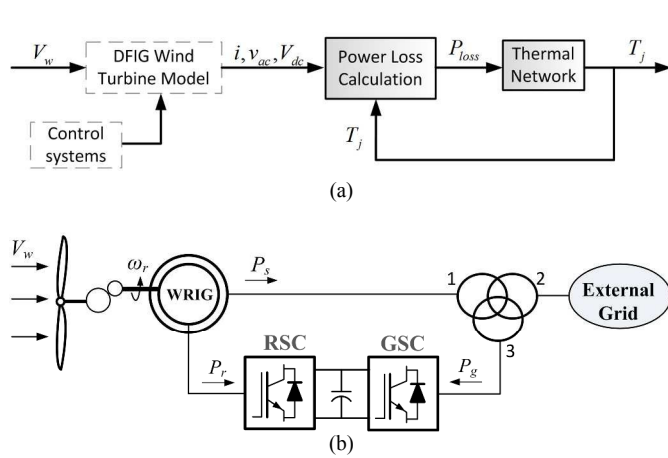 V_w
DFIG Wind
Turbine Model
i, v_ac, V_dc
Power Loss
Calculation
P_loss
Thermal
Network
T_j
Control
systems
T_j
(a)
V_w
ω_r
WRIG
P_s
1
2
External
Grid
3
RSC
GSC
P_r
P_g
(b)